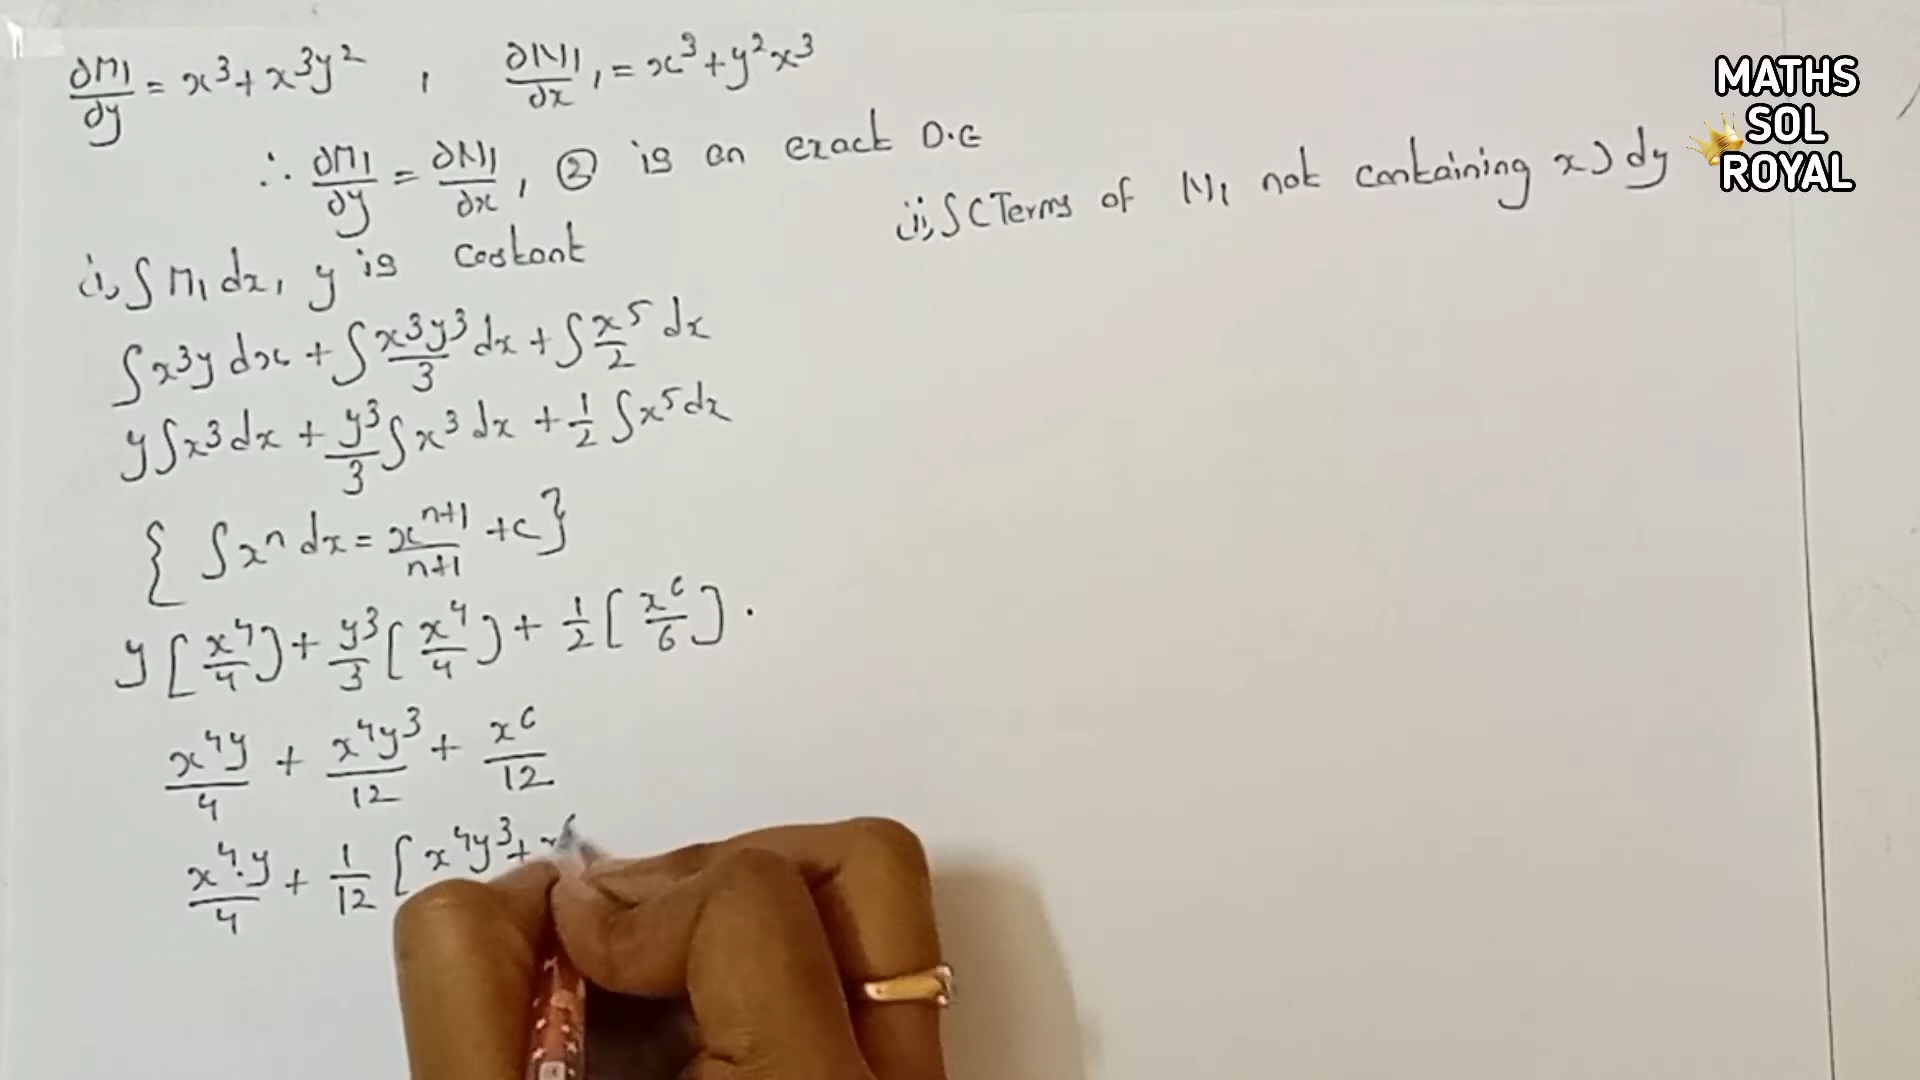 ∂M₁/∂y = x³ + x³y² , ∂N₁/∂x, = x³ + y²x³
∴ ∂M₁/∂y = ∂N₁/∂x, ② is an exact D.E
(i), ∫ M₁ dx, y is costant
∫ x³y dx + ∫ x³y³/3 dx + ∫ x⁵/2 dx
y ∫ x³ dx + y³/3 ∫ x³ dx + 1/2 ∫ x⁵ dx
{ ∫ xⁿ dx = xⁿ⁺¹/n+1 + c }
y [x⁴/4] + y³/3 [x⁴/4] + 1/2 [x⁶/6] .
x⁴y/4 + x⁴y³/12 + x⁶/12
x⁴.y/4 + 1/12 [x⁴y³ +
(ii), ∫ (Terms of N₁ not containing x) dy
MATHS
SOL
ROYAL